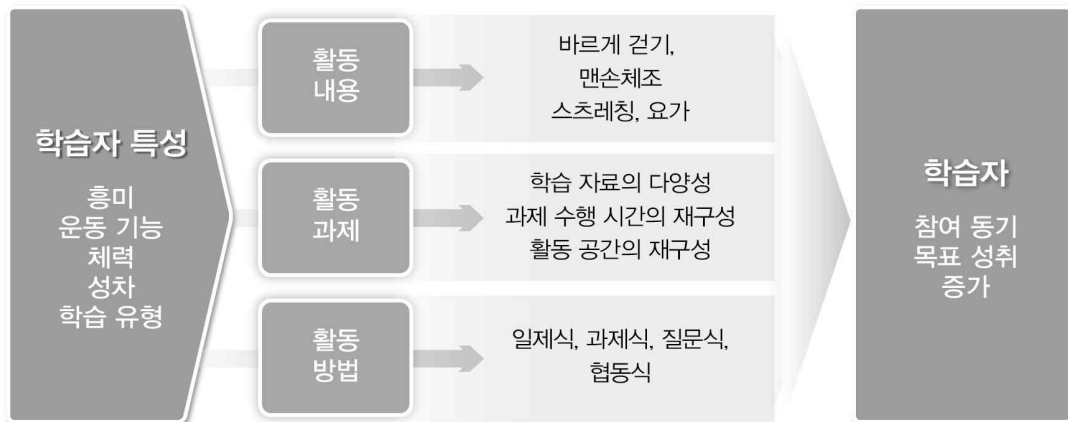 학습자 특성
흥미
운동 기능
체력
성차
학습 유형
활동
내용
바르게 걷기,
맨손체조
스츠레칭, 요가
활동
과제
학습 자료의 다양성
과제 수행 시간의 재구성
활동 공간의 재구성
활동
방법
일제식, 과제식, 질문식,
협동식
학습자
참여 동기
목표 성취
증가